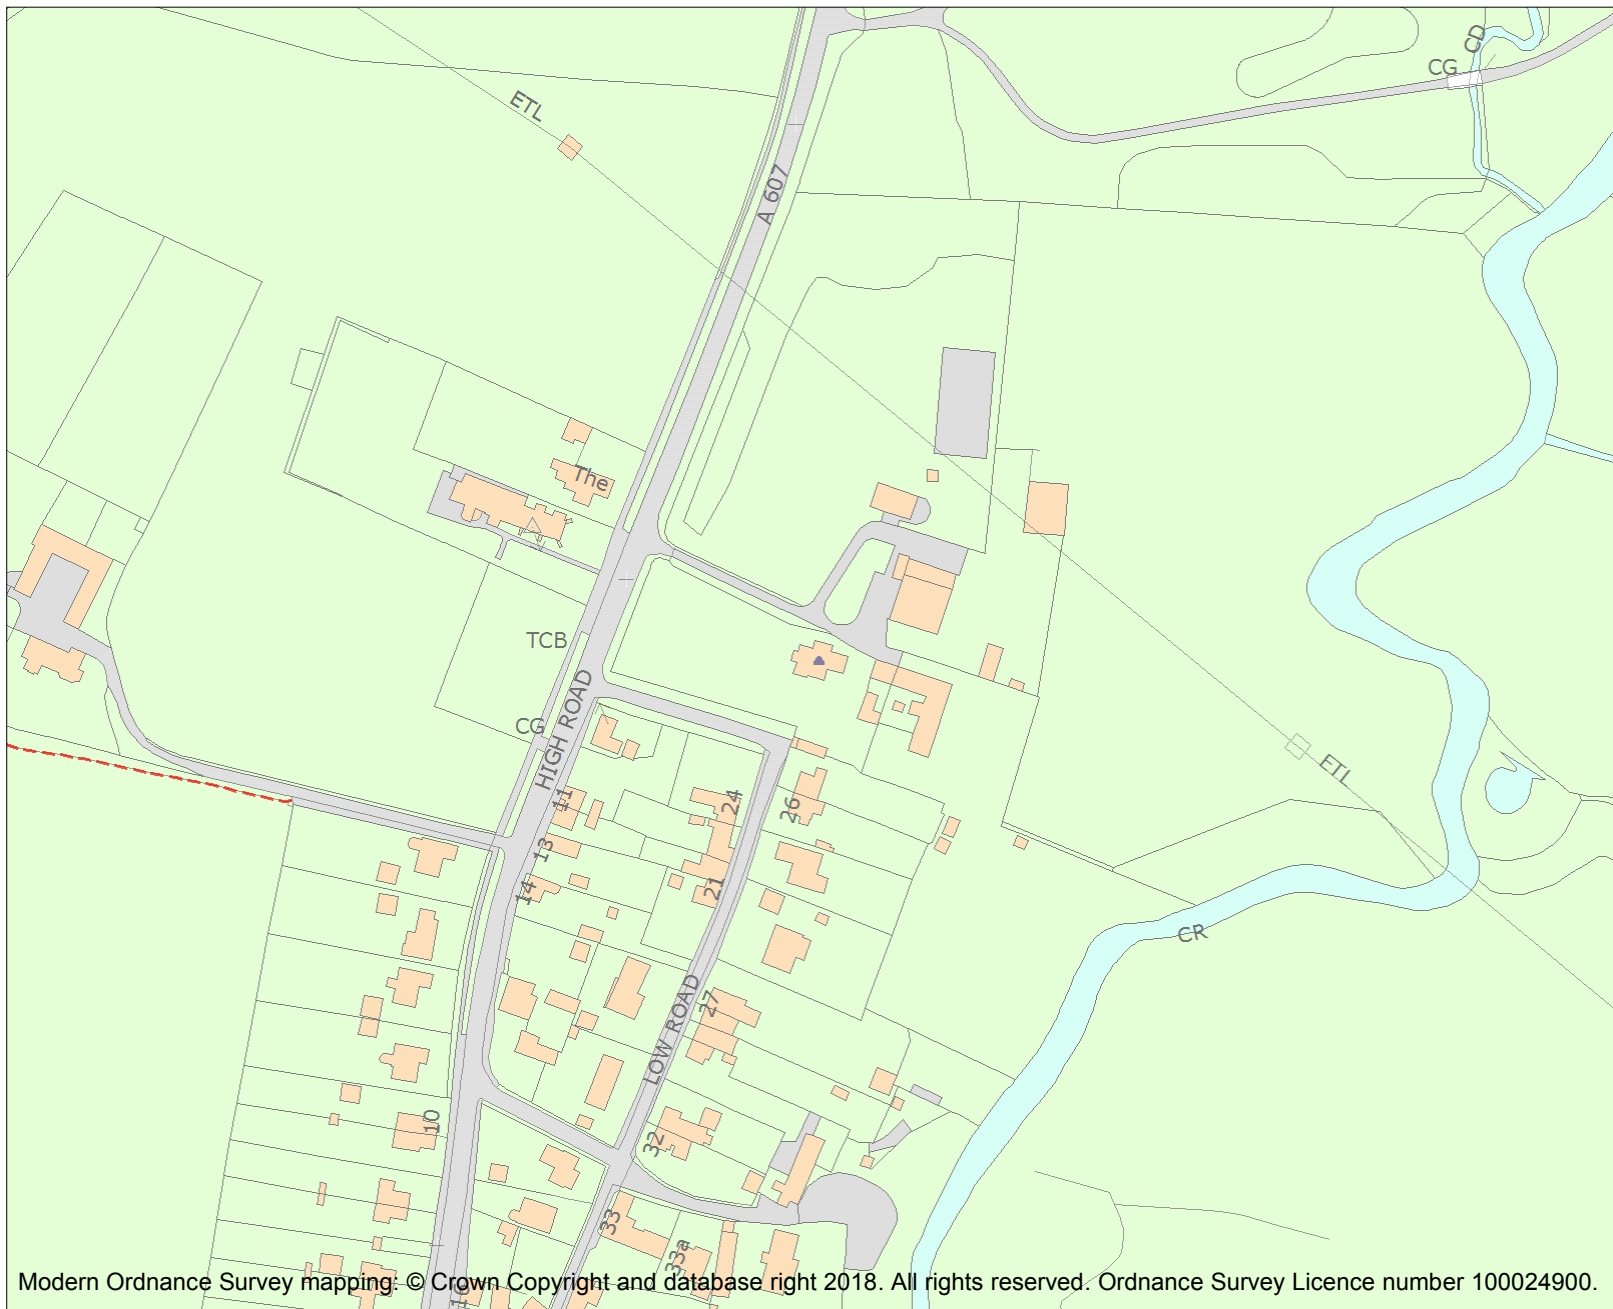 CD
CG
ETL
A 607
The
TCB
CG
HIGH ROAD
ETL
11
24
26
13
14
21
CR
27
LOW ROAD
10
32
33
33a
Modern Ordnance Survey mapping: © Crown Copyright and database right 2018. All rights reserved. Ordnance Survey Licence number 100024900.